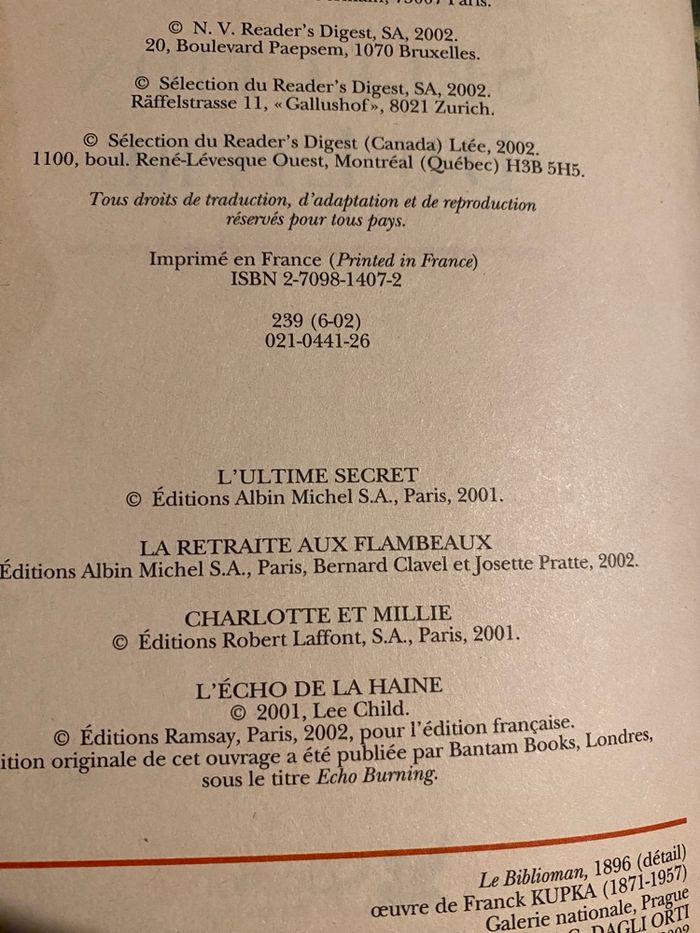 75007 Paris.
© N. V. Reader's Digest, SA, 2002.
20, Boulevard Paepsem, 1070 Bruxelles.
© Sélection du Reader's Digest, SA, 2002.
Räffelstrasse 11, «Gallushof», 8021 Zurich.
© Sélection du Reader's Digest (Canada) Ltée, 2002.
1100, boul. René-Lévesque Ouest, Montréal (Québec) H3B 5H5.
Tous droits de traduction, d'adaptation et de reproduction
réservés pour tous pays.
Imprimé en France (Printed in France)
ISBN 2-7098-1407-2
239 (6-02)
021-0441-26
L'ULTIME SECRET
© Éditions Albin Michel S.A., Paris, 2001.
LA RETRAITE AUX FLAMBEAUX
Éditions Albin Michel S.A., Paris, Bernard Clavel et Josette Pratte, 2002.
CHARLOTTE ET MILLIE
© Éditions Robert Laffont, S.A., Paris, 2001.
L'ÉCHO DE LA HAINE
© 2001, Lee Child.
© Éditions Ramsay, Paris, 2002, pour l'édition française.
ition originale de cet ouvrage a été publiée par Bantam Books, Londres,
sous le titre Echo Burning.
Le Biblioman, 1896 (détail)
œuvre de Franck KUPKA (1871-1957)
Galerie nationale, Prague
DAGLI ORTI